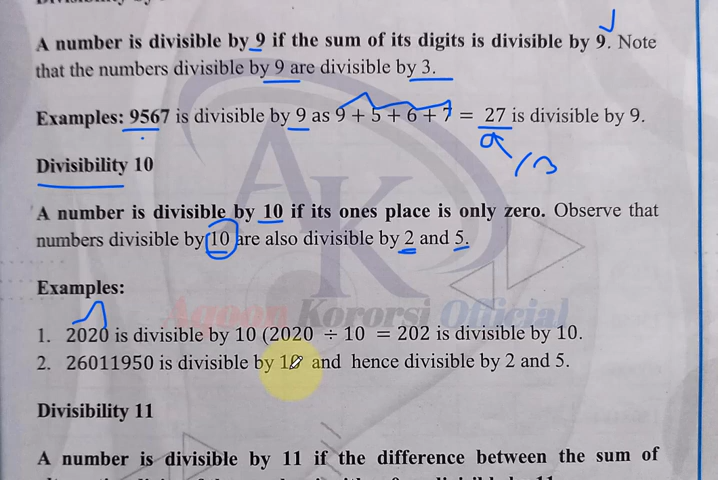 A number is divisible by 9 if the sum of its digits is divisible by 9. Note
that the numbers divisible by 9 are divisible by 3.
Examples: 9567 is divisible by 9 as 9 + 5 + 6 + 7 = 27 is divisible by 9.
/3
Divisibility 10
A number is divisible by 10 if its ones place is only zero. Observe that
numbers divisible by 10 are also divisible by 2 and 5.
AK
Examples:
Aqoon Kororsi Official
1. 2020 is divisible by 10 (2020 ÷ 10 = 202 is divisible by 10.
2. 26011950 is divisible by 10 and hence divisible by 2 and 5.
Divisibility 11
A number is divisible by 11 if the difference between the sum of